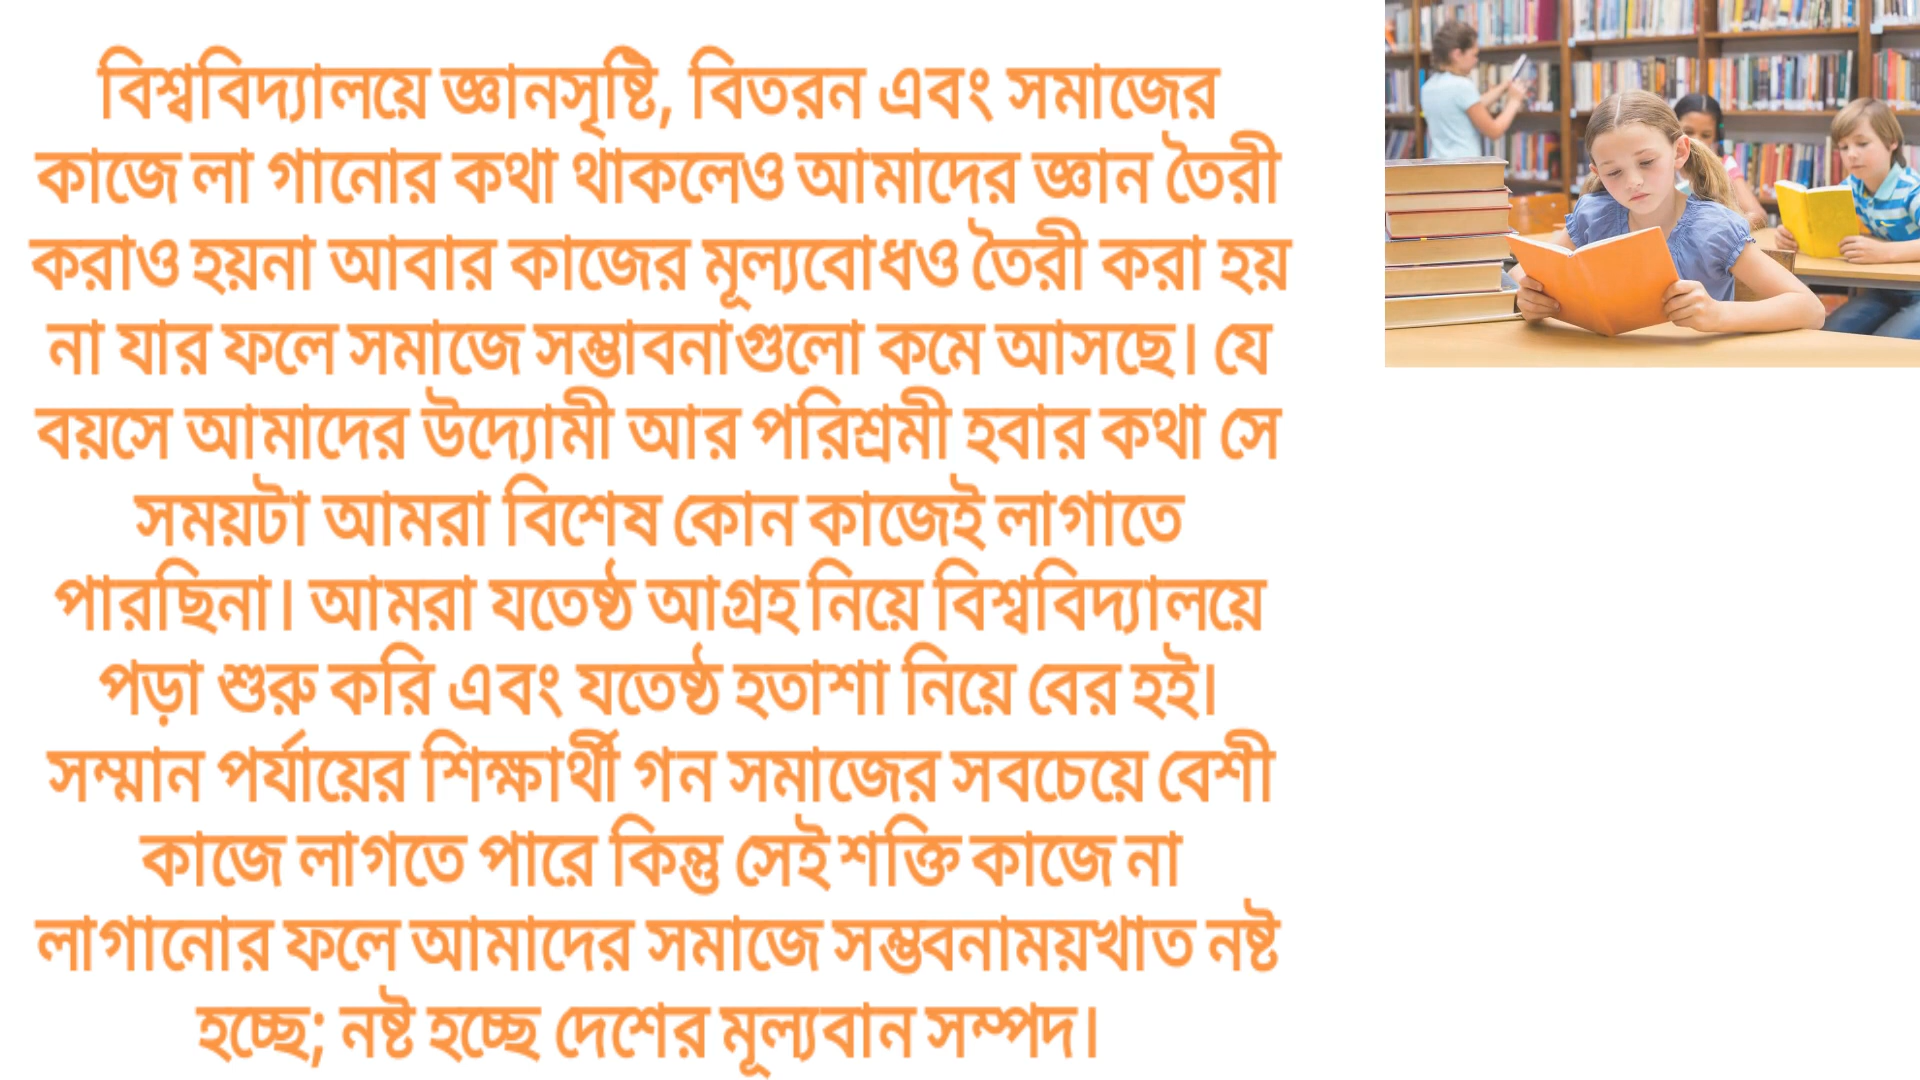 বিশ্ববিদ্যালয়ে জ্ঞানসৃষ্টি, বিতরন এবং সমাজের
কাজে লা গানোর কথা থাকলেও আমাদের জ্ঞান তৈরী
করাও হয়না আবার কাজের মূল্যবোধও তৈরী করা হয়
না যার ফলে সমাজে সম্ভাবনাগুলো কমে আসছে। যে
বয়সে আমাদের উদ্যোমী আর পরিশ্রমী হবার কথা সে
সময়টা আমরা বিশেষ কোন কাজেই লাগাতে
পারছিনা। আমরা যতেষ্ঠ আগ্রহ নিয়ে বিশ্ববিদ্যালয়ে
পড়া শুরু করি এবং যতেষ্ঠ হতাশা নিয়ে বের হই।
সম্মান পর্যায়ের শিক্ষার্থী গন সমাজের সবচেয়ে বেশী
কাজে লাগতে পারে কিন্তু সেই শক্তি কাজে না
লাগানোর ফলে আমাদের সমাজে সম্ভবনাময়খাত নষ্ট
হচ্ছে; নষ্ট হচ্ছে দেশের মূল্যবান সম্পদ।